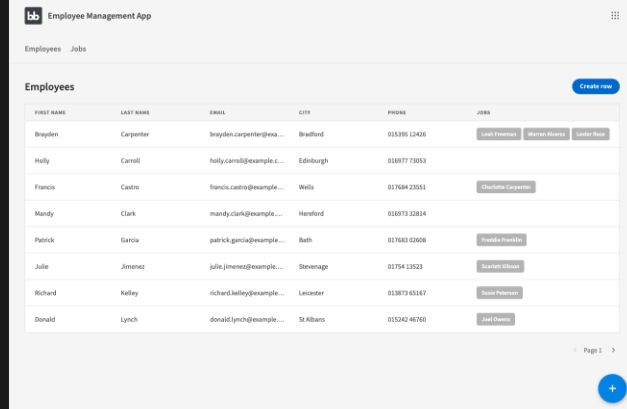 bb Employee Management App
Employees Jobs
Employees Create row
FIRST NAME LAST NAME EMAIL CITY PHONE JOBS
Brayden Carpenter brayden.carpenter@exa... Bradford 015395 12426 Leah Freeman Warren Alvarez Lester Rose
Holly Carroll holly.carroll@example.c... Edinburgh 016977 73053
Francis Castro francis.castro@example... Wells 017684 23551 Charlotte Carpenter
Mandy Clark mandy.clark@example.... Hereford 016973 32814
Patrick Garcia patrick.garcia@example... Bath 017683 02608 Freddie Franklin
Julie Jimenez julie.jimenez@example... Stevenage 01754 13523 Scarlett Gibson
Richard Kelley richard.kelley@example... Leicester 013873 65167 Susie Peterson
Donald Lynch donald.lynch@example.... St Albans 015242 46760 Joel Owens
Page 1